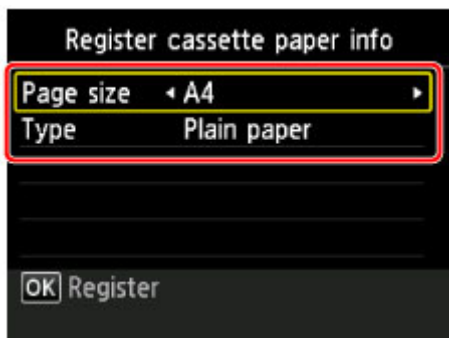 Register cassette paper info
Page size A4
Type Plain paper
OK Register